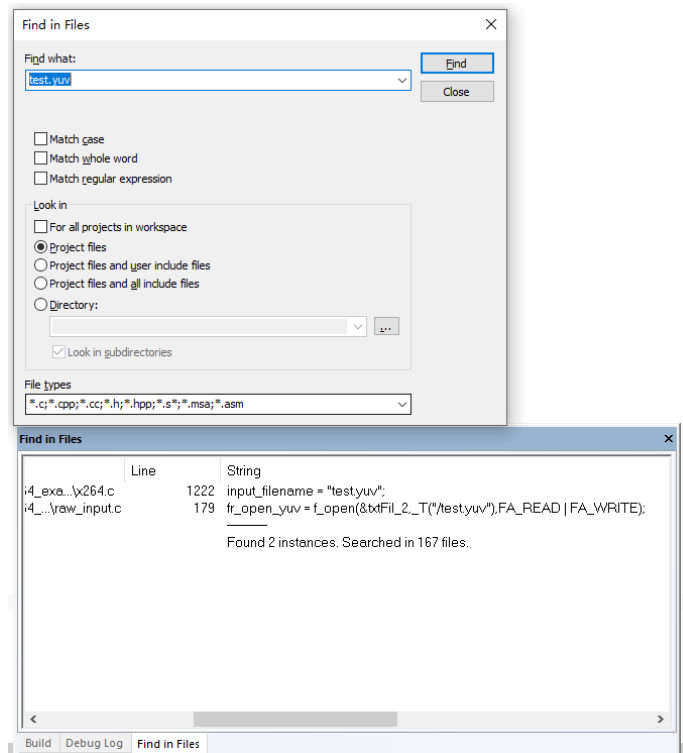 Find in Files
Find what:
Find
test.yuv
Close
Match case
Match whole word
Match regular expression
Look in
For all projects in workspace
Project files
Project files and user include files
Project files and all include files
Directory:
...
Look in subdirectories
File types
*.c;*.cpp;*.cc;*.h;*.hpp;*.s*;*.msa;*.asm
Find in Files
Line String
i4_exa...\x264.c 1222 input_filename = "test.yuv";
i4_...\raw_input.c 179 fr_open_yuv = f_open(&txtFil_2,_T("/test.yuv"),FA_READ | FA_WRITE);
Found 2 instances. Searched in 167 files.
Build Debug Log Find in Files